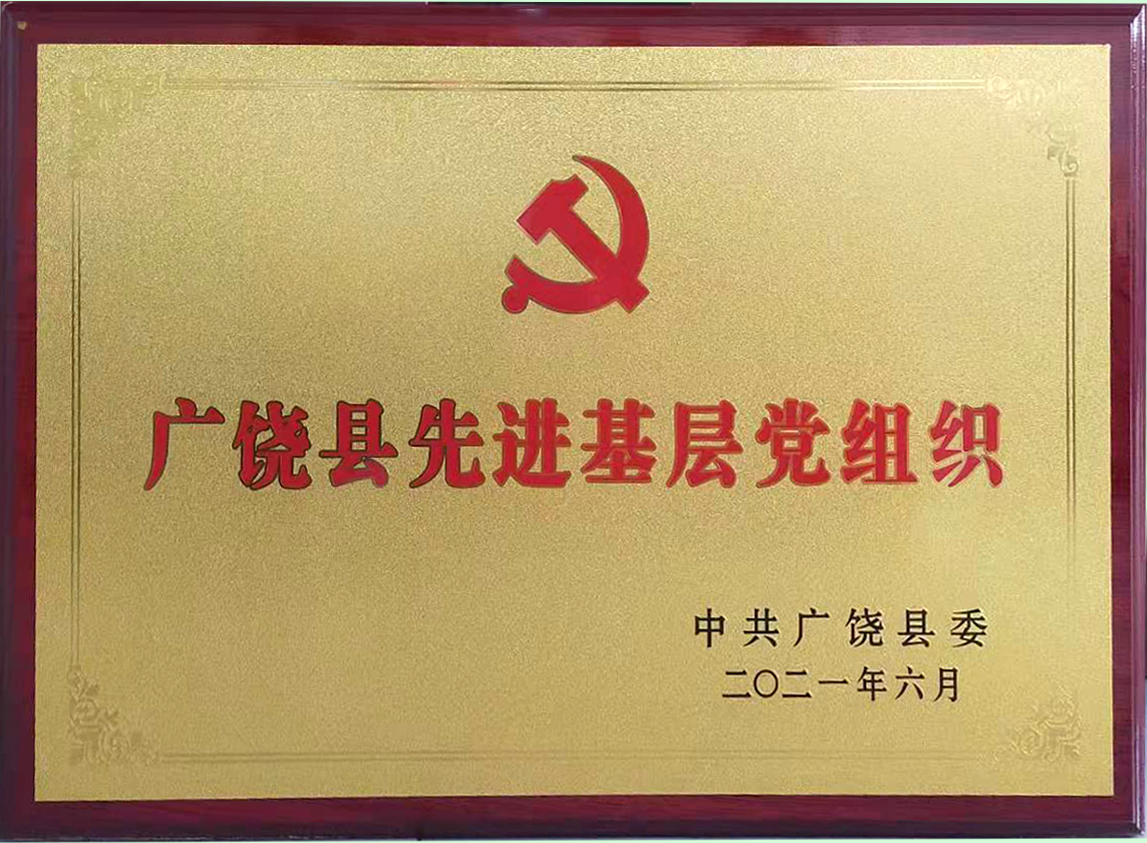 广饶县先进基层党组织
中共广饶县委
二〇二一年六月